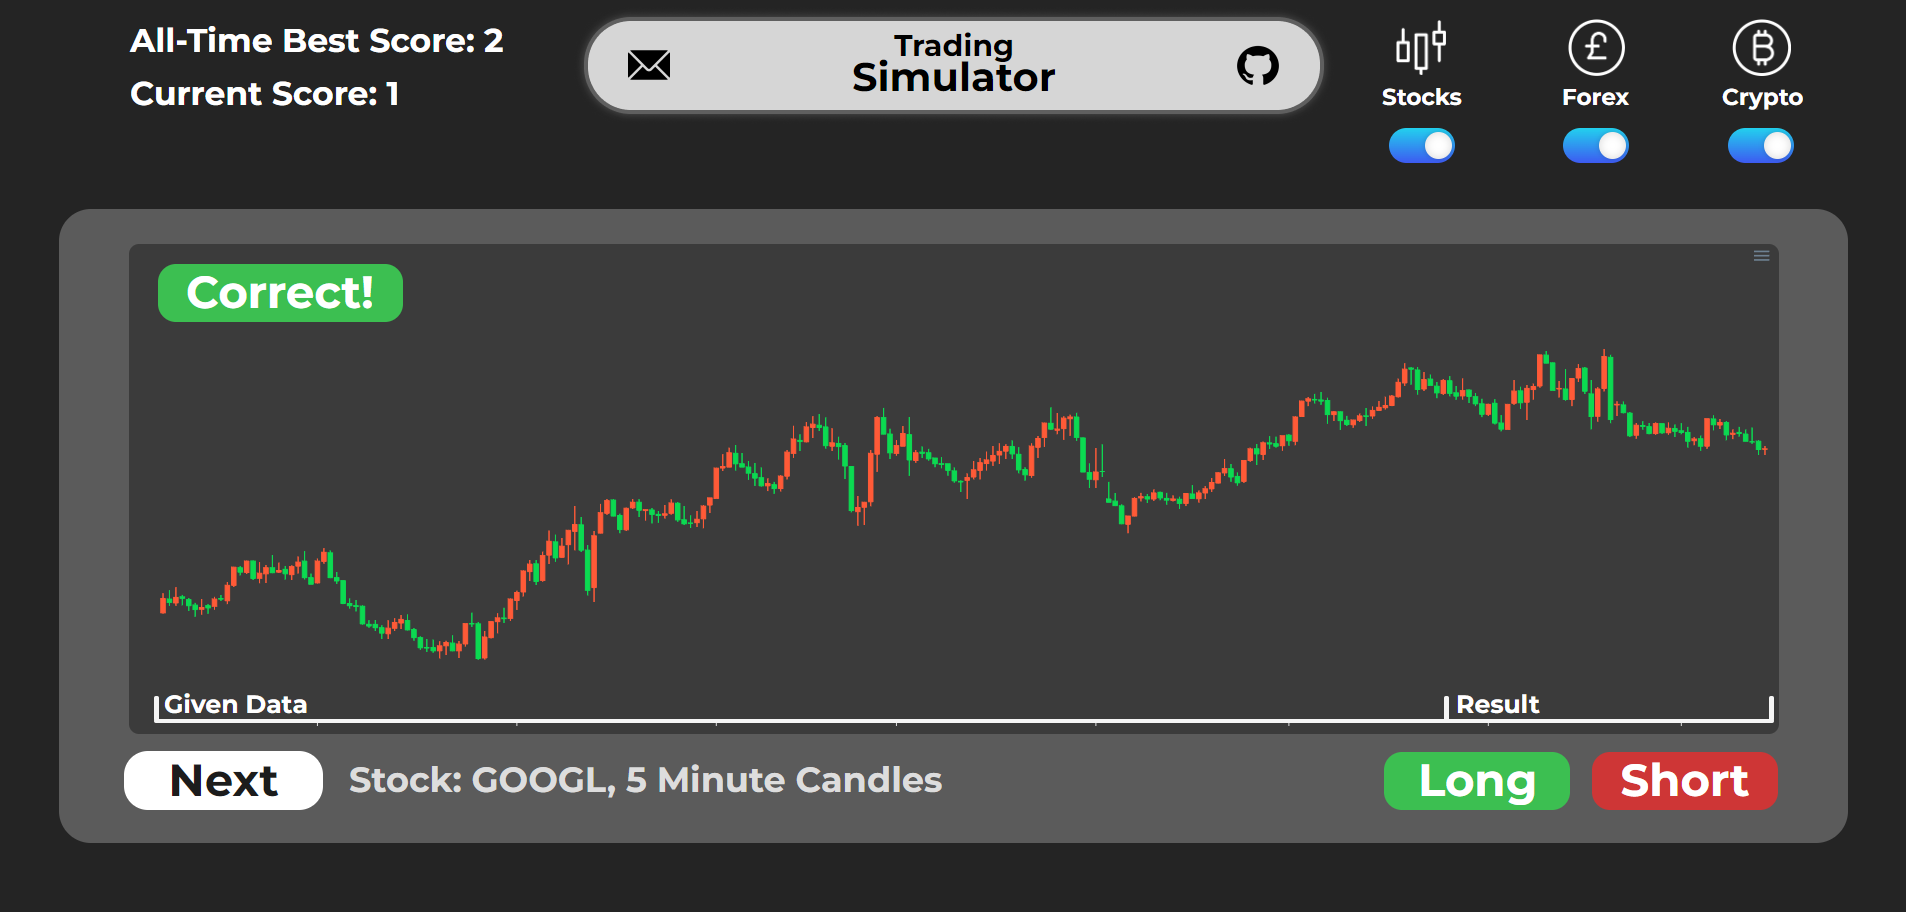 All-Time Best Score: 2
Current Score: 1
Trading
Simulator
Stocks
Forex
Crypto
Correct!
Given Data
Result
Next
Stock: GOOGL, 5 Minute Candles
Long
Short